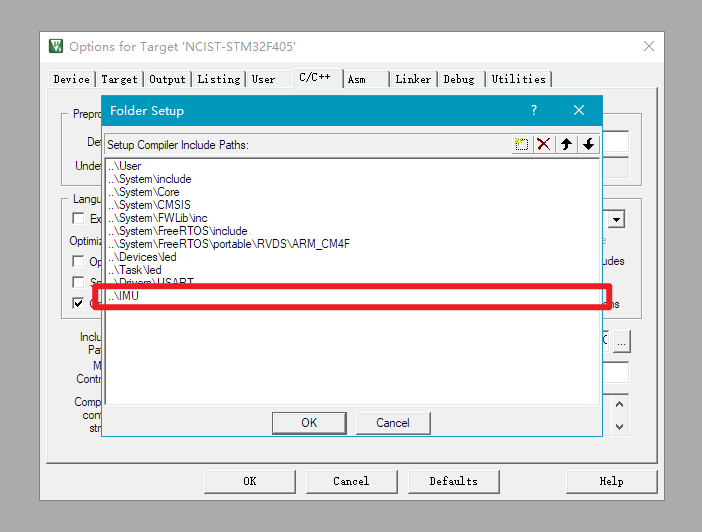 Options for Target 'NCIST-STM32F405'
Device Target Output Listing User C/C++ Asm Linker Debug Utilities
Folder Setup
?
Setup Compiler Include Paths:
..\User
..\System\include
..\System\Core
..\System\CMSIS
..\System\FWLib\inc
..\System\FreeRTOS\include
..\System\FreeRTOS\portable\RVDS\ARM_CM4F
..\Devices\led
..\Task\led
..\IMU
OK Cancel
Prepro
De
Unde
Langu
Ex
Optimiz
Op
udes
ns
Inclu
Pa
...
M
Contr
Comp
con
str
OK Cancel Defaults Help